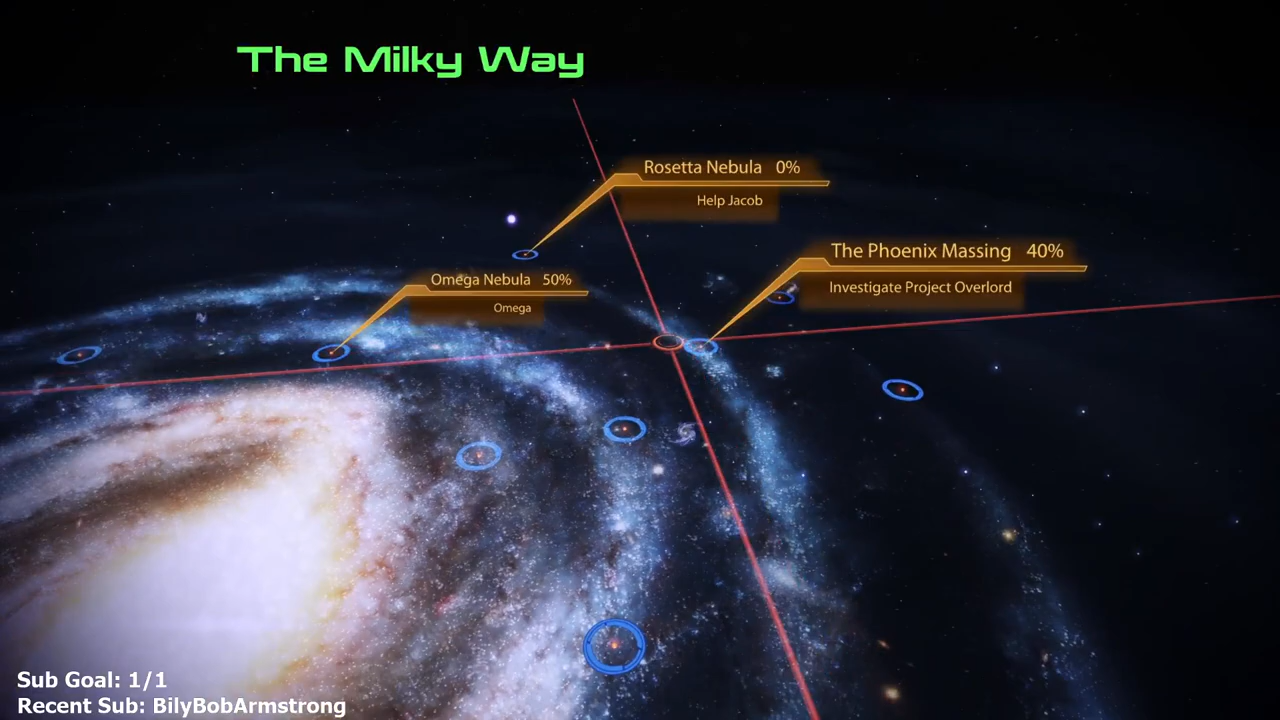 The Milky Way
Rosetta Nebula 0%
Help Jacob
The Phoenix Massing 40%
Investigate Project Overlord
Omega Nebula 50%
Omega
Sub Goal: 1/1
Recent Sub: BilyBobArmstrong